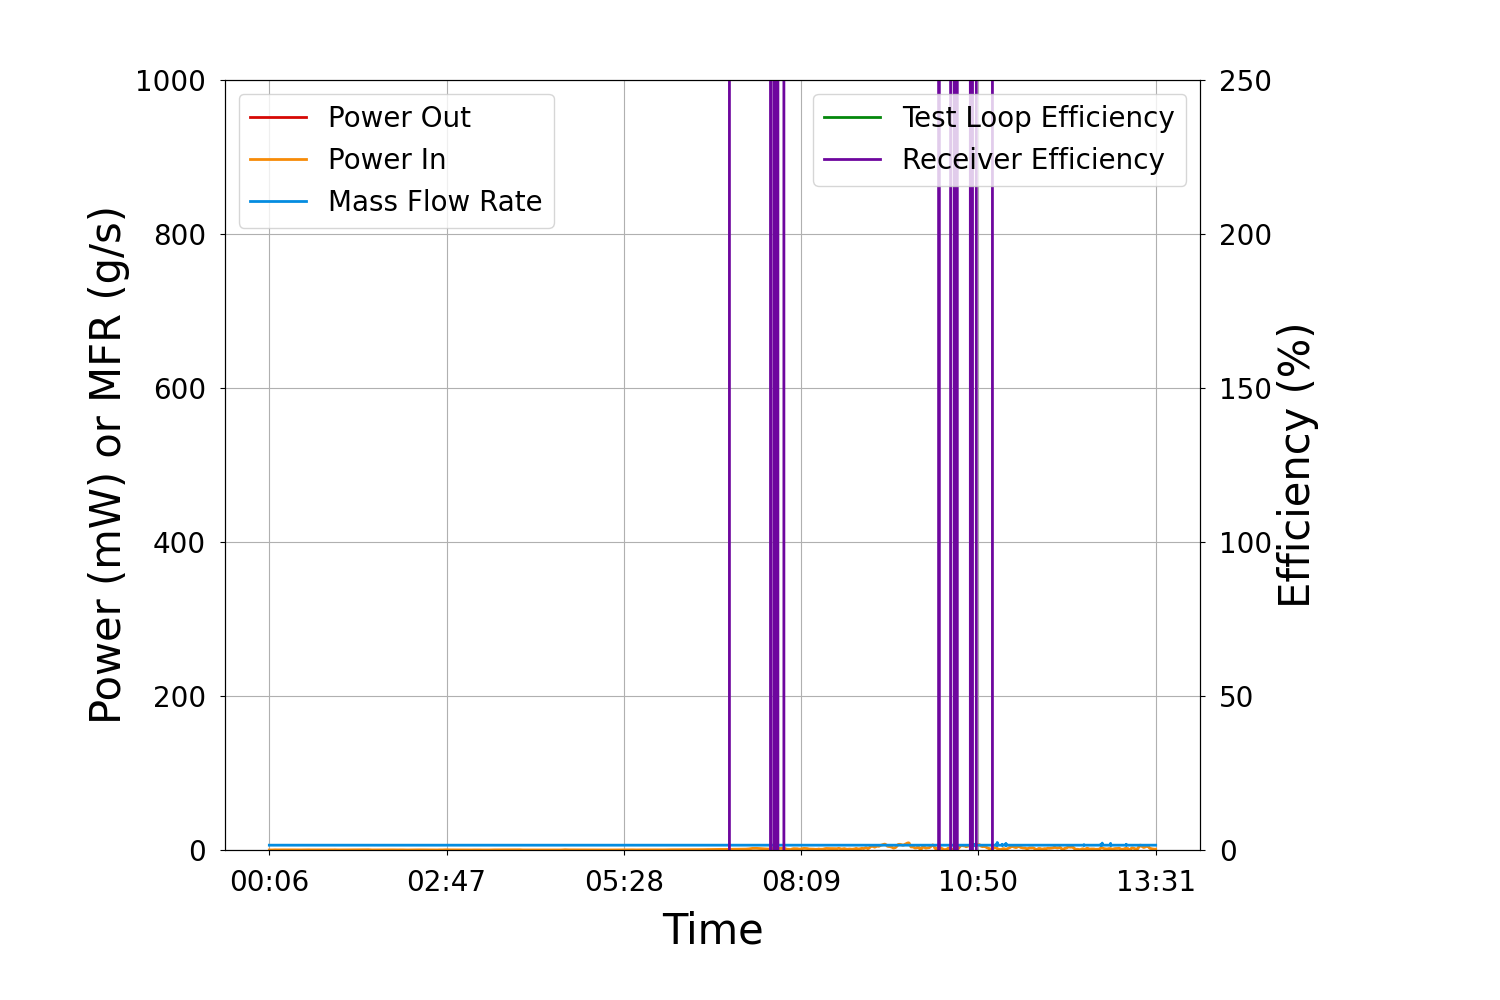 1000
800
600
400
200
0
Power (mW) or MFR (g/s)
Power Out
Power In
Mass Flow Rate
Test Loop Efficiency
Receiver Efficiency
250
200
150
100
50
0
Efficiency (%)
00:06 02:47 05:28 08:09 10:50 13:31
Time